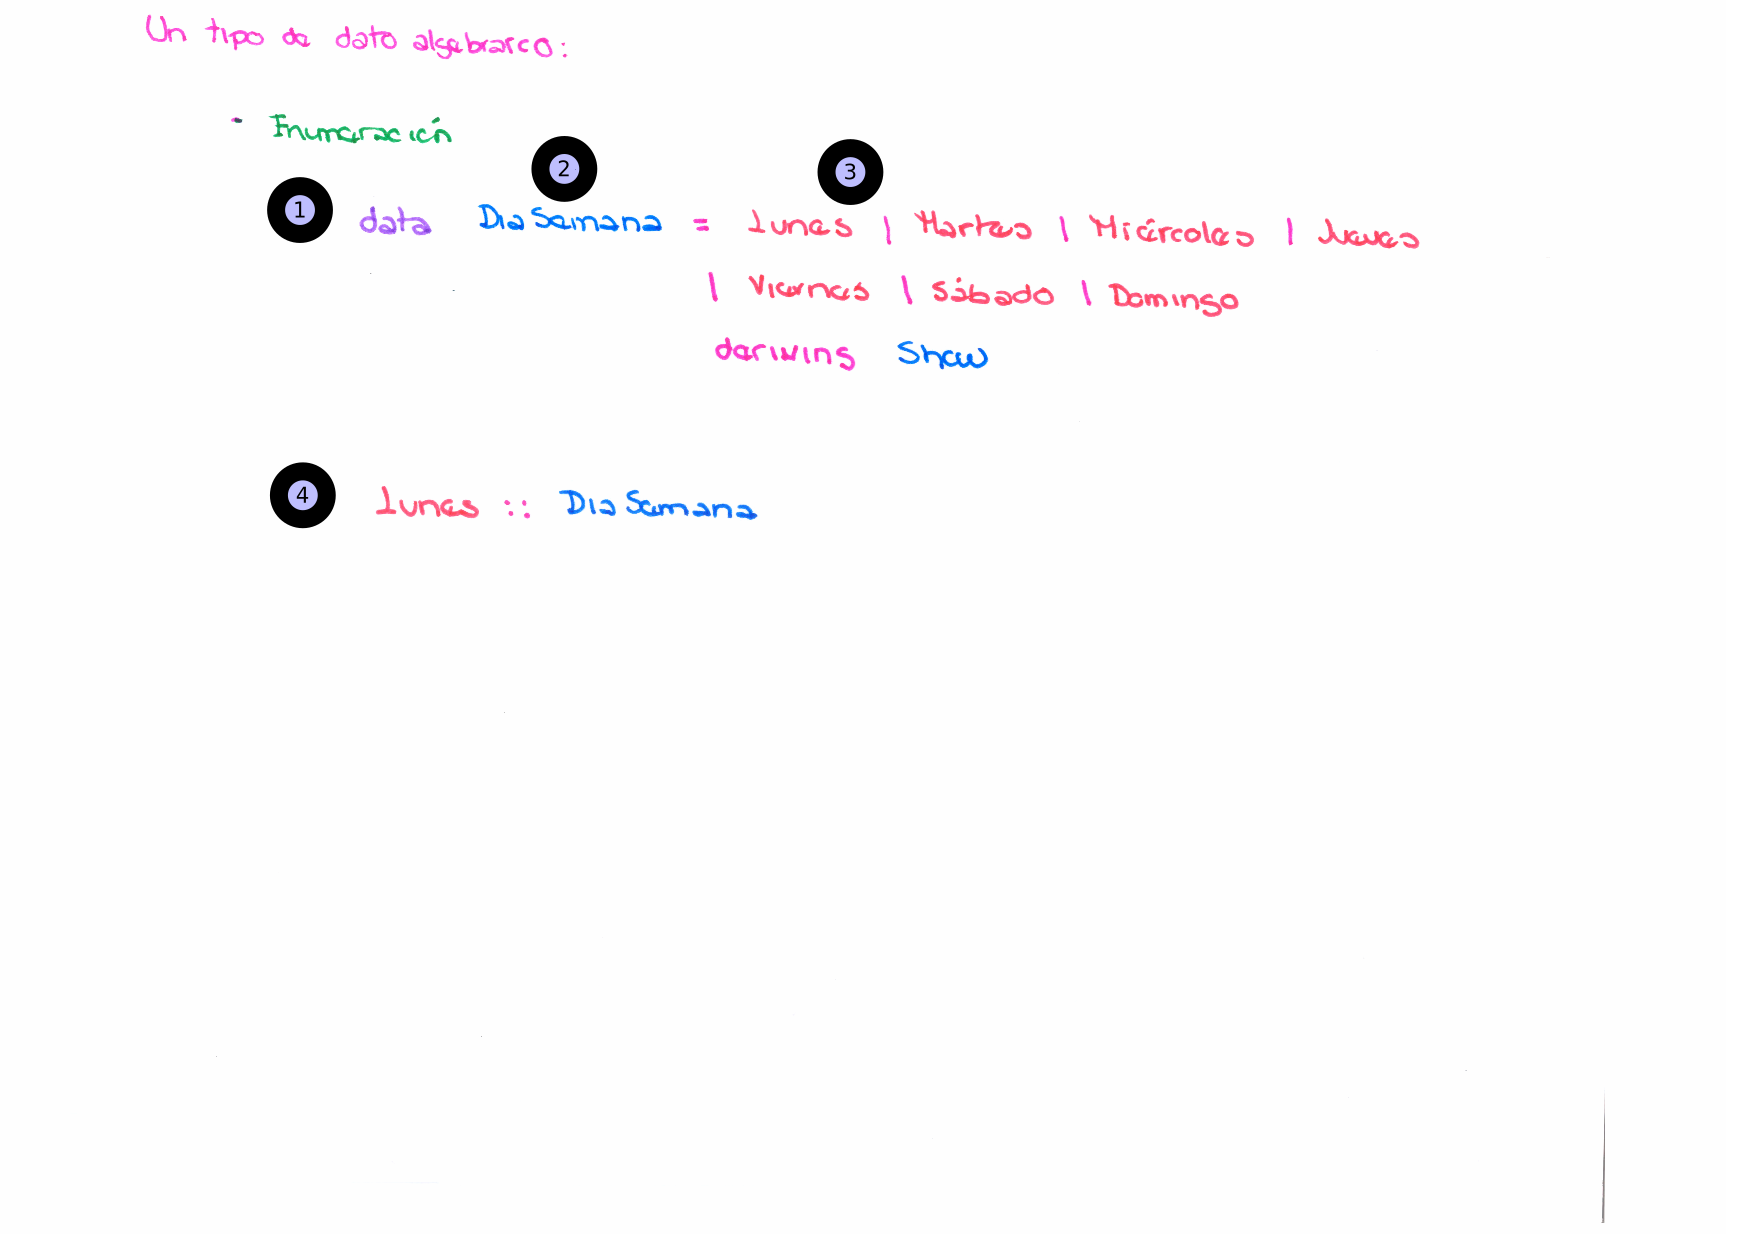 Un tipo de dato algebraico:
· Enumeración
1 data DiaSemana = Lunes | Martes | Miércoles | Jueves
2
3
| Viernes | Sábado | Domingo
deriving Show
4 Lunes :: DiaSemana